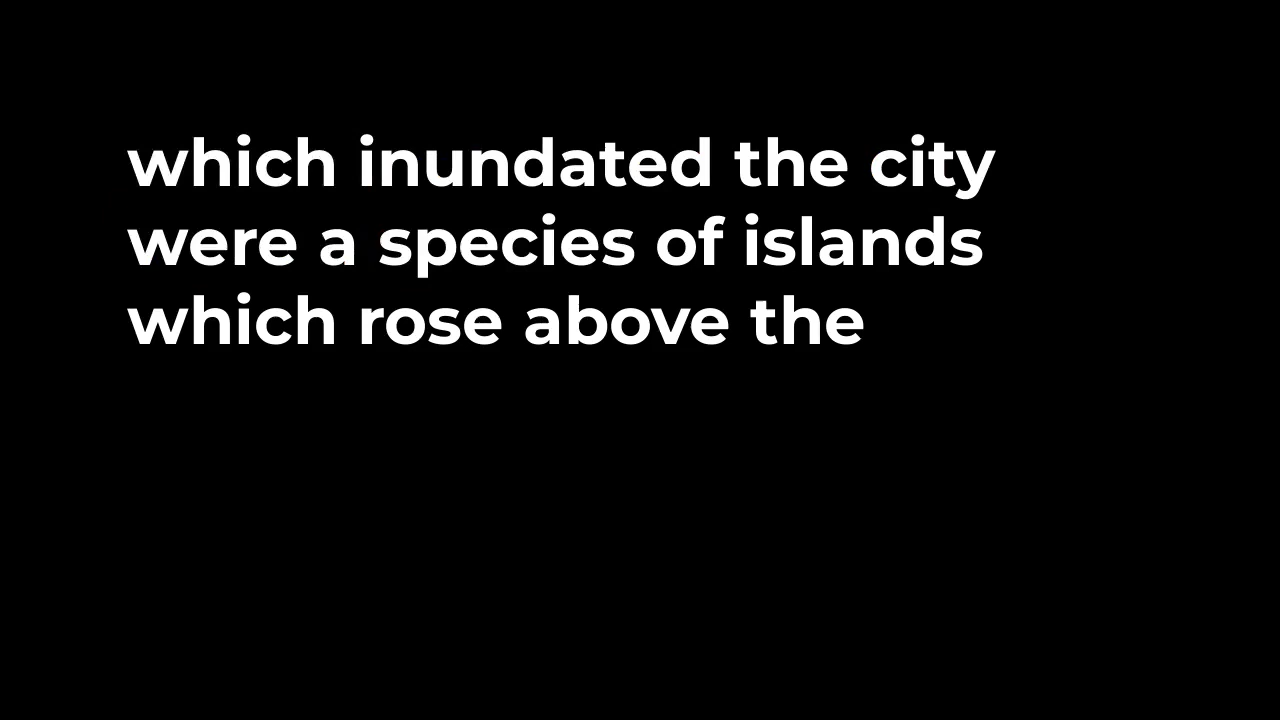 which inundated the city
were a species of islands
which rose above the